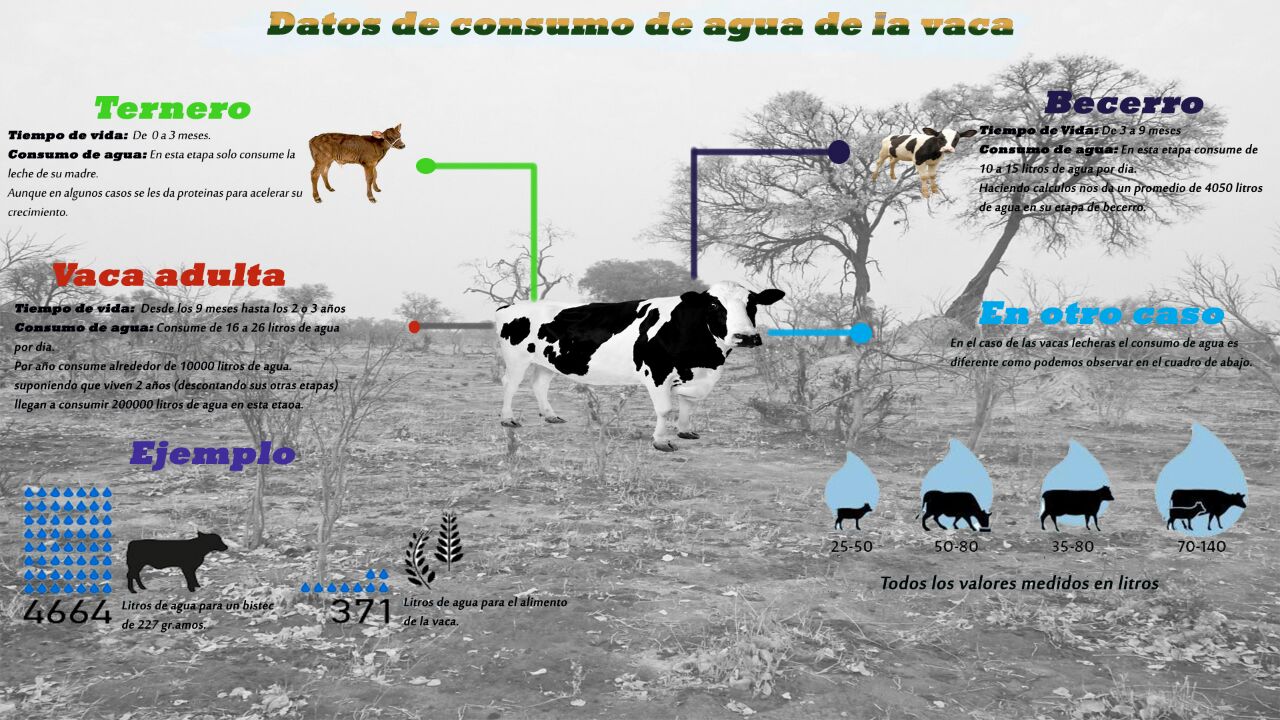 Datos de consumo de agua de la vaca
Ternero
Tiempo de vida: De 0 a 3 meses.
Consumo de agua: En esta etapa solo consume la
leche de su madre.
Aunque en algunos casos se les da proteinas para acelerar su
crecimiento.
Becerro
Tiempo de Vida: De 3 a 9 meses
Consumo de agua: En esta etapa consume de
10 a 15 litros de agua por dia.
Haciendo calculos nos da un promedio de 4050 litros
de agua en su etapa de becerro.
Vaca adulta
Tiempo de vida: Desde los 9 meses hasta los 2 o 3 años
Consumo de agua: Consume de 16 a 26 litros de agua
por dia.
Por año consume alrededor de 10000 litros de agua.
suponiendo que viven 2 años (descontando sus otras etapas)
llegan a consumir 200000 litros de agua en esta etaoa.
En otro caso
En el caso de las vacas lecheras el consumo de agua es
diferente como podemos observar en el cuadro de abajo.
Ejemplo
4664
Litros de agua para un bistec
de 227 gr.amos.
371
Litros de agua para el alimento
de la vaca.
25-50
50-80
35-80
70-140
Todos los valores medidos en litros